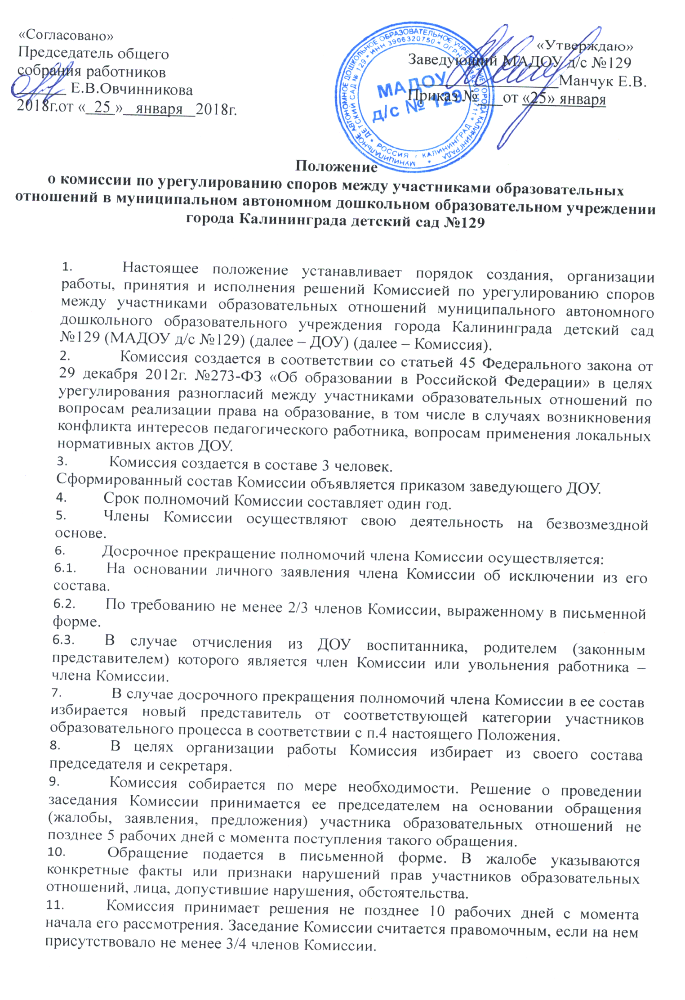 «Согласовано»
Председатель общего
собрания работников
______ Е.В.Овчинникова
2018г.от «_25_»__января__2018г.
«Утверждаю»
Заведующий МАДОУ д/с №129
Манчук Е.В.
Приказ №___от «25» января
МУНИЦИПАЛЬНОЕ АВТОНОМНОЕ ДОШКОЛЬНОЕ ОБРАЗОВАТЕЛЬНОЕ УЧРЕЖДЕНИЕ ГОРОДА КАЛИНИНГРАДА *
* ДЕТСКИЙ САД № 129 * ИНН 3906320750 * ОГРН
* РОССИЯ г КАЛИНИНГРАД *
МАДОУ
д/с № 129
Положение
о комиссии по урегулированию споров между участниками образовательных
отношений в муниципальном автономном дошкольном образовательном учреждении
города Калининграда детский сад №129
1. Настоящее положение устанавливает порядок создания, организации
работы, принятия и исполнения решений Комиссией по урегулированию споров
между участниками образовательных отношений муниципального автономного
дошкольного образовательного учреждения города Калининграда детский сад
№129 (МАДОУ д/с №129) (далее – ДОУ) (далее – Комиссия).
2. Комиссия создается в соответствии со статьей 45 Федерального закона от
29 декабря 2012г. №273-ФЗ «Об образовании в Российской Федерации» в целях
урегулирования разногласий между участниками образовательных отношений по
вопросам реализации права на образование, в том числе в случаях возникновения
конфликта интересов педагогического работника, вопросам применения локальных
нормативных актов ДОУ.
3. Комиссия создается в составе 3 человек.
Сформированный состав Комиссии объявляется приказом заведующего ДОУ.
4. Срок полномочий Комиссии составляет один год.
5. Члены Комиссии осуществляют свою деятельность на безвозмездной
основе.
6. Досрочное прекращение полномочий члена Комиссии осуществляется:
6.1. На основании личного заявления члена Комиссии об исключении из его
состава.
6.2. По требованию не менее 2/3 членов Комиссии, выраженному в письменной
форме.
6.3. В случае отчисления из ДОУ воспитанника, родителем (законным
представителем) которого является член Комиссии или увольнения работника –
члена Комиссии.
7. В случае досрочного прекращения полномочий члена Комиссии в ее состав
избирается новый представитель от соответствующей категории участников
образовательного процесса в соответствии с п.4 настоящего Положения.
8. В целях организации работы Комиссия избирает из своего состава
председателя и секретаря.
9. Комиссия собирается по мере необходимости. Решение о проведении
заседания Комиссии принимается ее председателем на основании обращения
(жалобы, заявления, предложения) участника образовательных отношений не
позднее 5 рабочих дней с момента поступления такого обращения.
10. Обращение подается в письменной форме. В жалобе указываются
конкретные факты или признаки нарушений прав участников образовательных
отношений, лица, допустившие нарушения, обстоятельства.
11. Комиссия принимает решения не позднее 10 рабочих дней с момента
начала его рассмотрения. Заседание Комиссии считается правомочным, если на нем
присутствовало не менее 3/4 членов Комиссии.